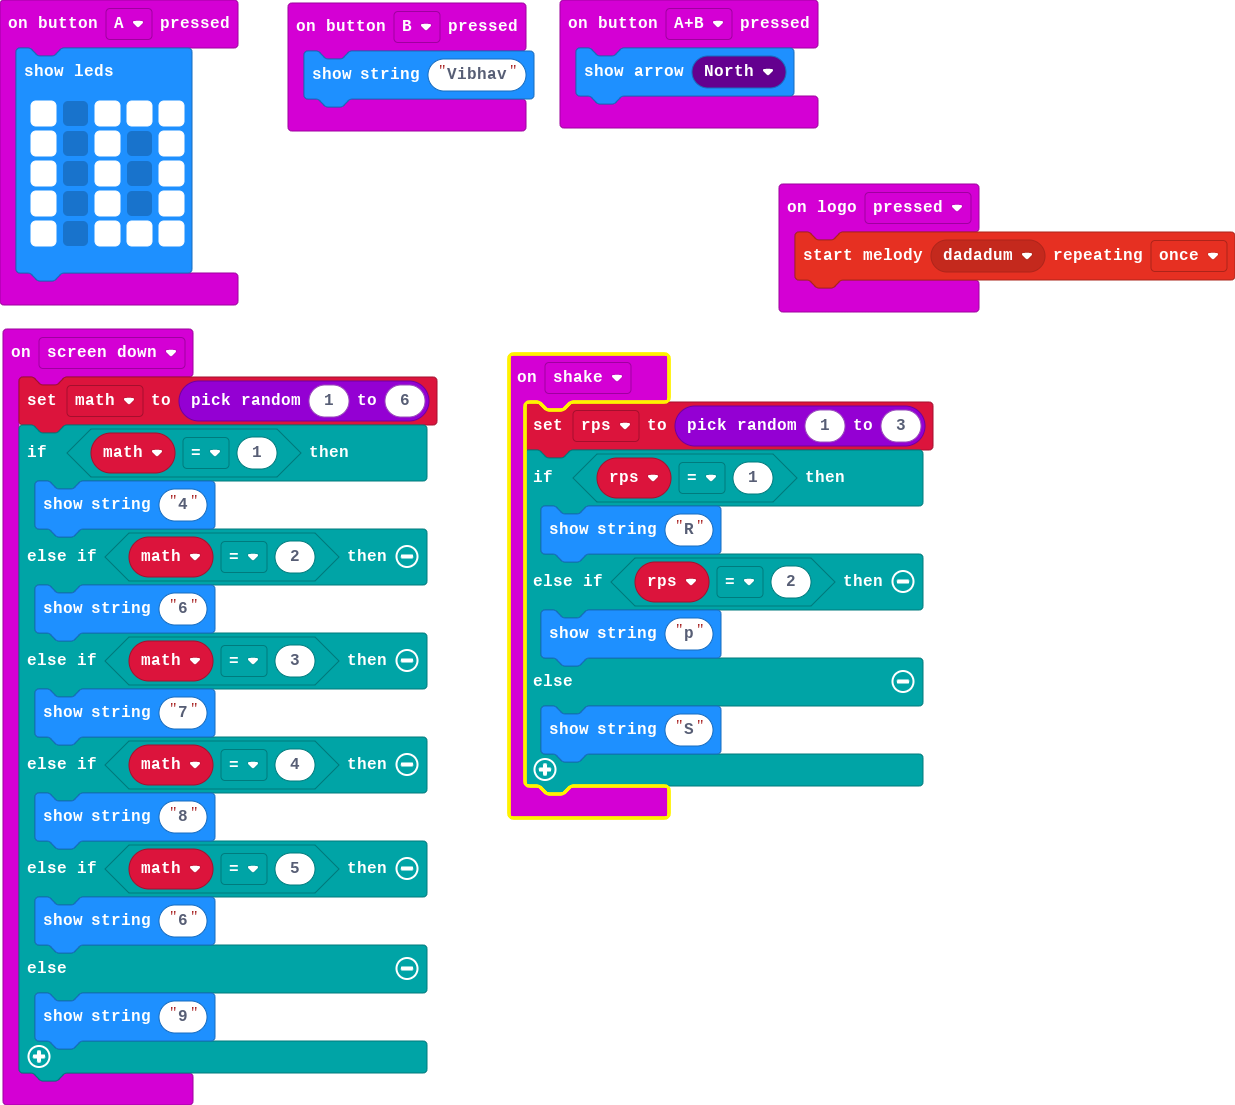 on button A pressed
show leds
on button B pressed
show string "Vibhav"
on button A+B pressed
show arrow North
on logo pressed
start melody dadadum repeating once
on screen down
set math to pick random 1 to 6
if math = 1 then
show string "4"
else if math = 2 then
show string "6"
else if math = 3 then
show string "7"
else if math = 4 then
show string "8"
else if math = 5 then
show string "6"
else
show string "9"
on shake
set rps to pick random 1 to 3
if rps = 1 then
show string "R"
else if rps = 2 then
show string "p"
else
show string "S"